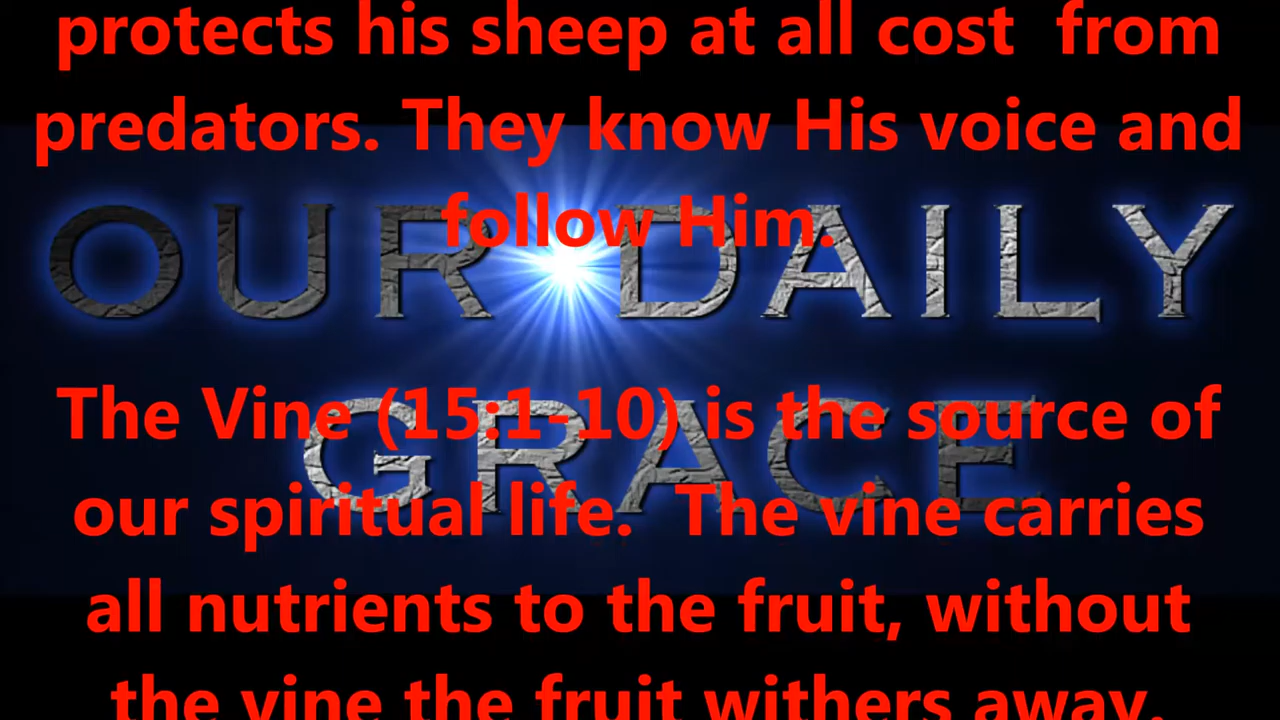 protects his sheep at all cost  from
predators. They know His voice and
follow Him.
OUR DAILY
The Vine (15:1-10) is the source of
GRACE
our spiritual life.  The vine carries
all nutrients to the fruit, without
the vine the fruit withers away.